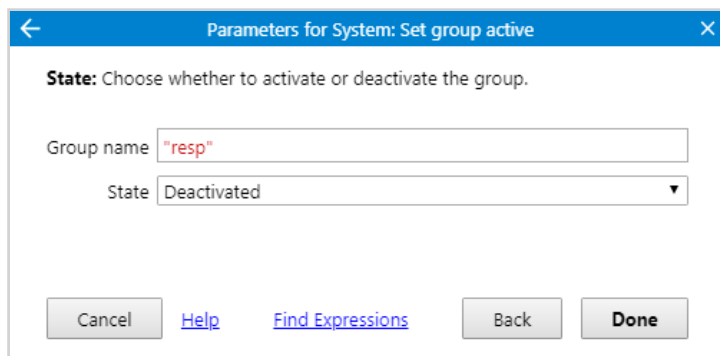 Parameters for System: Set group active
State: Choose whether to activate or deactivate the group.
Group name "resp"
State Deactivated
Cancel Help Find Expressions Back Done